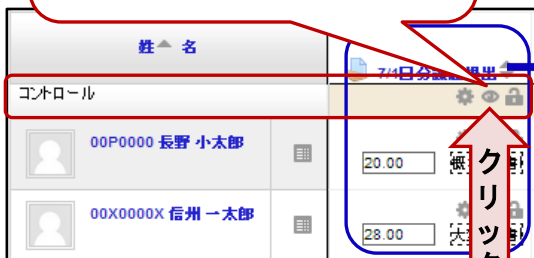 姓 名
7/4日分課題提出
コントロール
00P0000 長野 小太郎
20.00
00X0000X 信州 一太郎
28.00
クリック